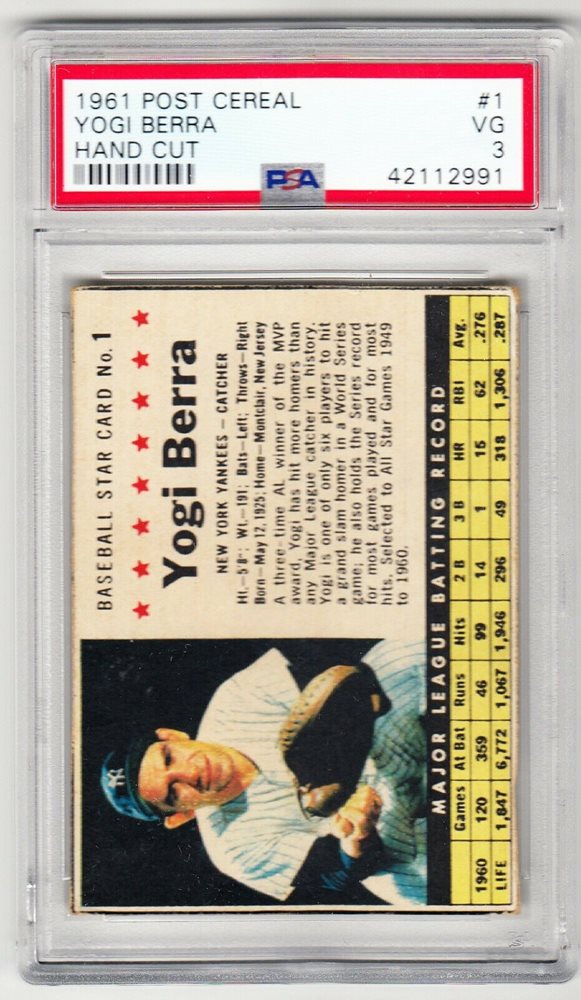 1961 POST CEREAL #1
YOGI BERRA VG
HAND CUT 3
PSA 42112991
BASEBALL STAR CARD No. 1
Yogi Berra
NEW YORK YANKEES—CATCHER
Ht.—5'8"; Wt.—191; Bats—Left; Throws—Right
Born—May 12, 1925; Home—Montclair, New Jersey
A three-time AL winner of the MVP
award, Yogi has hit more homers than
any Major League catcher in history.
Yogi is one of only six players to hit
a grand slam homer in a World Series
game; he also holds the Series record
for most games played and for most
hits. Selected to All Star Games 1949
to 1960.
NY
MAJOR LEAGUE BATTING RECORD
Games At Bat Runs Hits 2 B 3 B HR RBI Avg.
1960 120 359 46 99 14 1 15 62 .276
LIFE 1,847 6,772 1,067 1,946 296 49 318 1,306 .287